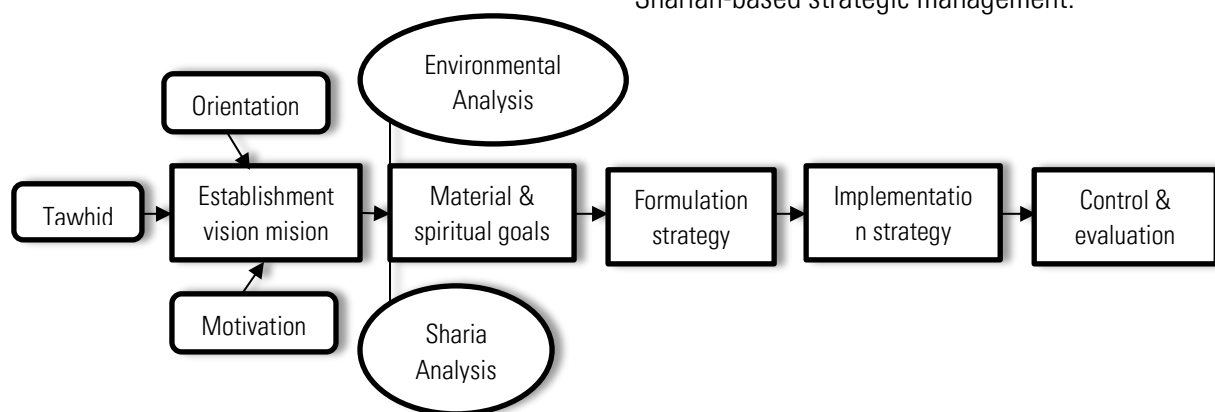 Shariah-based strategic management.
Environmental
Analysis
Orientation
Tawhid
Establishment
vision mision
Material &
spiritual goals
Formulation
strategy
Implementatio
n strategy
Control &
evaluation
Motivation
Sharia
Analysis